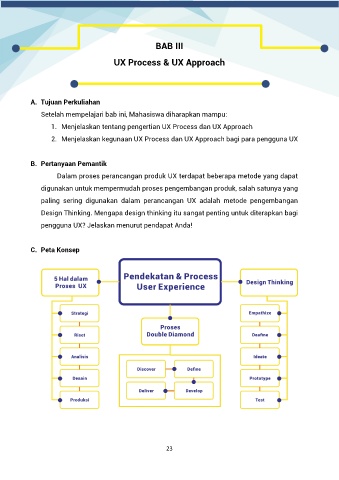 BAB III
UX Process & UX Approach
A. Tujuan Perkuliahan
Setelah mempelajari bab ini, Mahasiswa diharapkan mampu:
1. Menjelaskan tentang pengertian UX Process dan UX Approach
2. Menjelaskan kegunaan UX Process dan UX Approach bagi para pengguna UX
B. Pertanyaan Pemantik
Dalam proses perancangan produk UX terdapat beberapa metode yang dapat
digunakan untuk mempermudah proses pengembangan produk, salah satunya yang
paling sering digunakan dalam perancangan UX adalah metode pengembangan
Design Thinking. Mengapa design thinking itu sangat penting untuk diterapkan bagi
pengguna UX? Jelaskan menurut pendapat Anda!
C. Peta Konsep
5 Hal dalam
Proses UX
Pendekatan & Process
User Experience
Design Thinking
Strategi
Riset
Analisis
Desain
Produksi
Proses
Double Diamond
Discover
Define
Deliver
Develop
Empathize
Deafine
Ideate
Prototype
Test
23